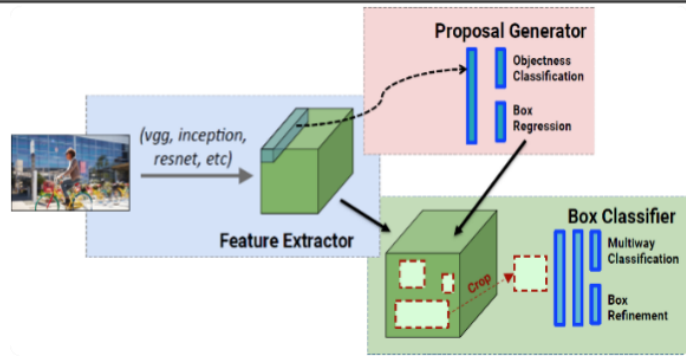 Proposal Generator
Objectness
Classification
Box
Regression
(vgg, inception,
resnet, etc)
Feature Extractor
Box Classifier
Crop
Multiway
Classification
Box
Refinement